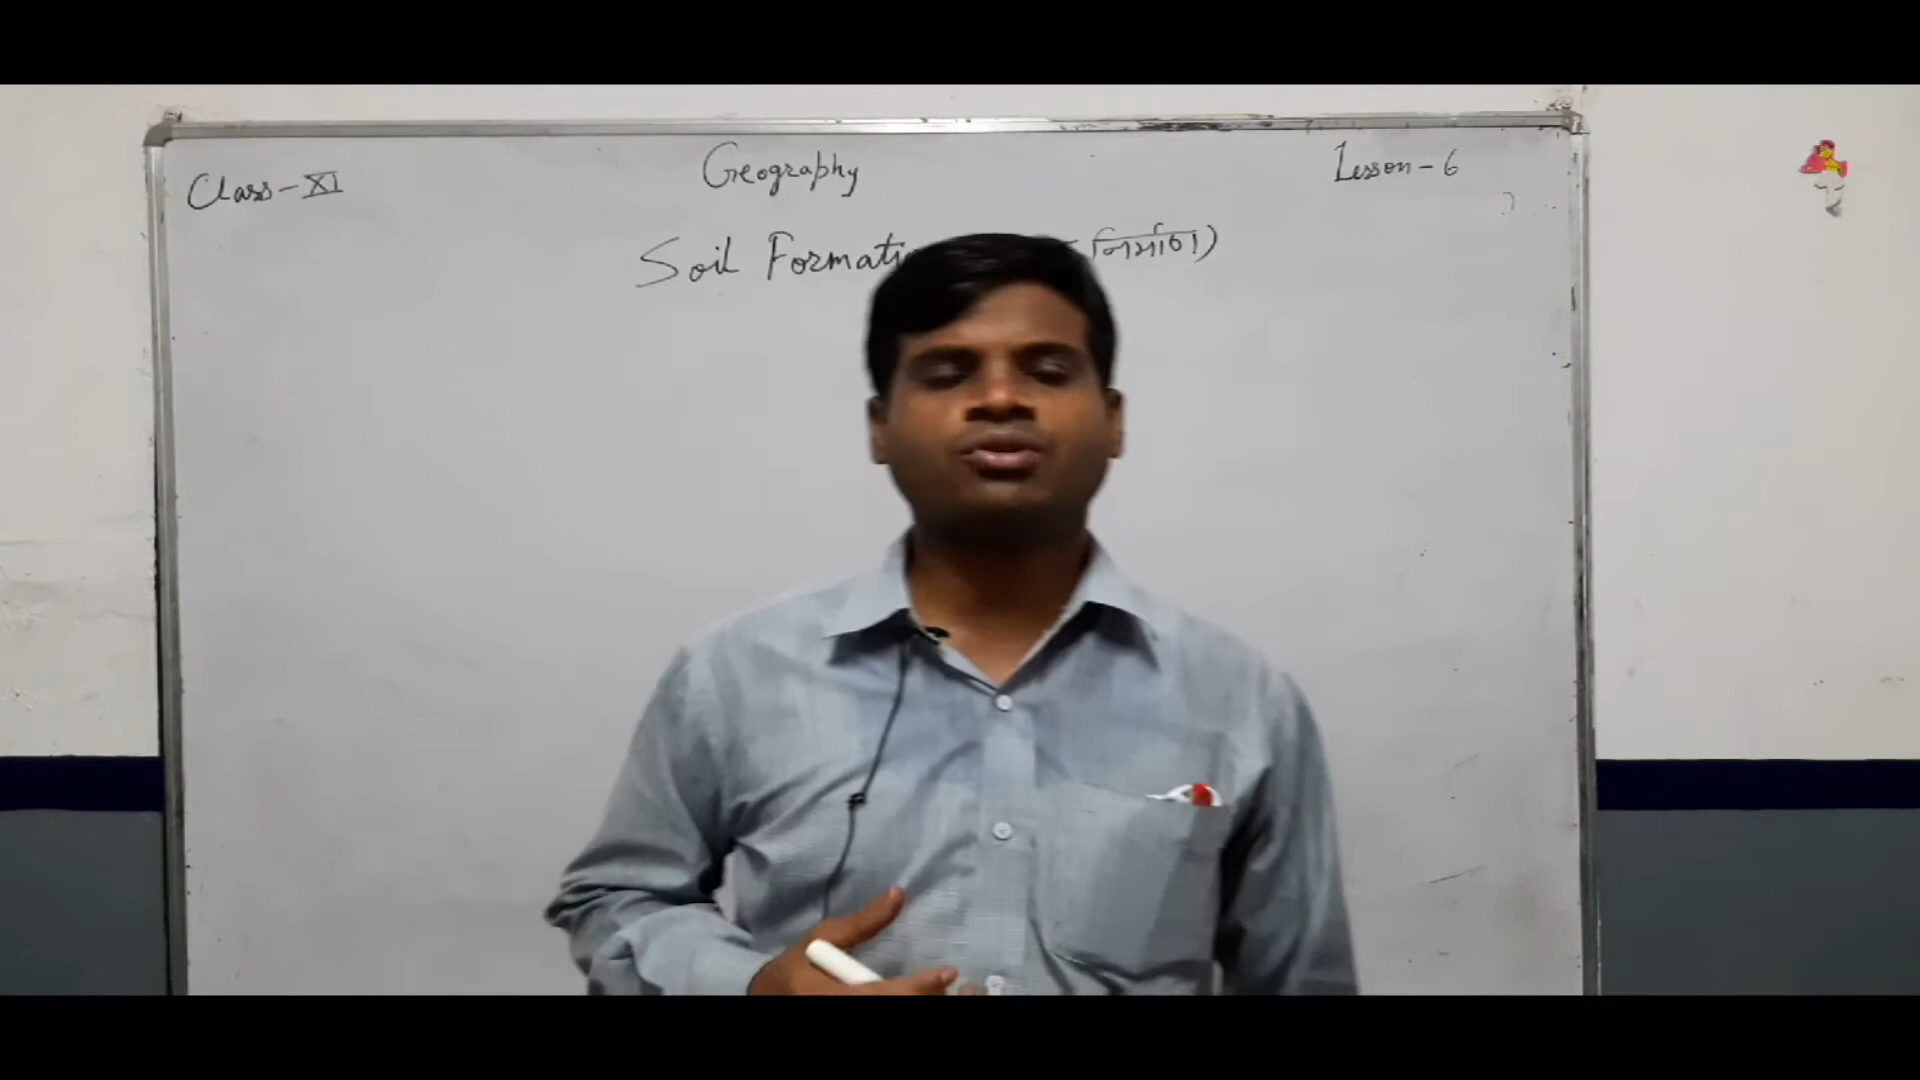 Class-XI Geography Lesson-6
Soil Formati निर्माण)